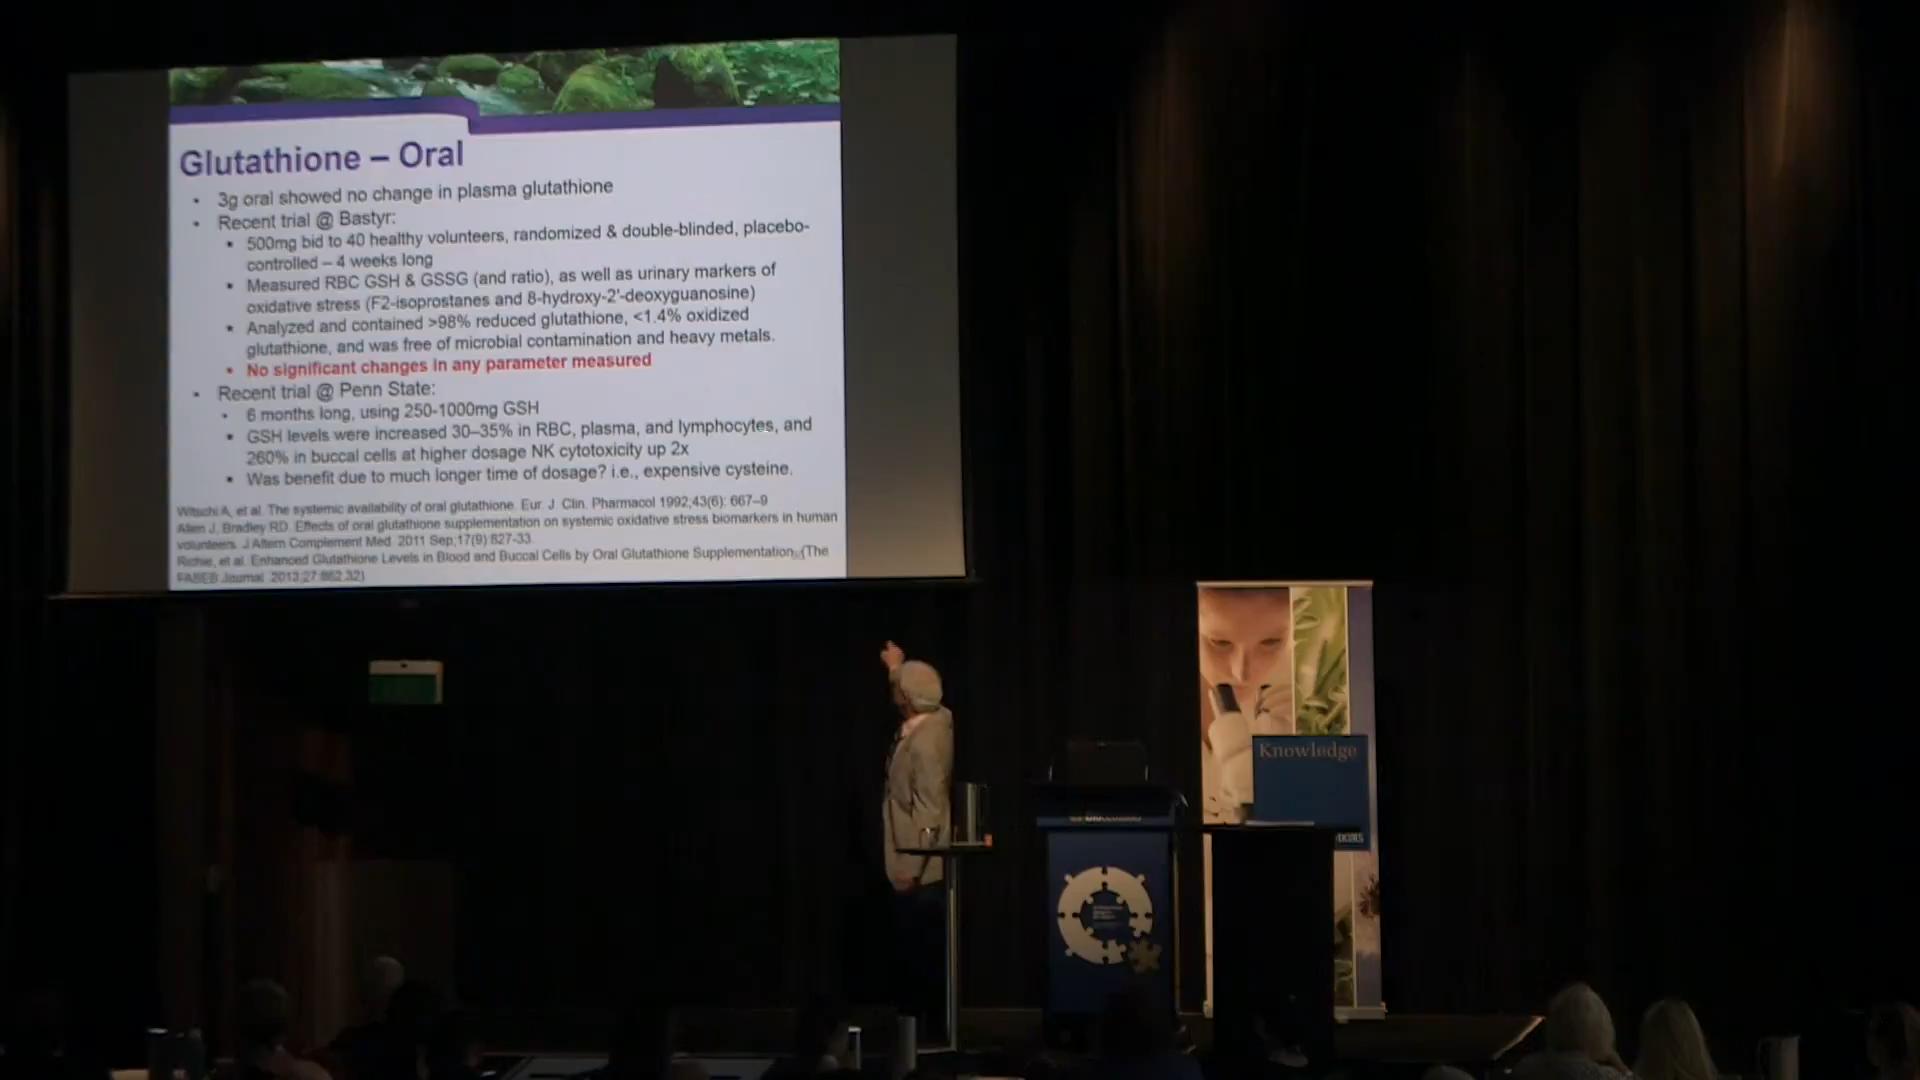 Glutathione – Oral
• 3g oral showed no change in plasma glutathione
• Recent trial @ Bastyr:
▪ 500mg bid to 40 healthy volunteers, randomized & double-blinded, placebo-
controlled – 4 weeks long
▪ Measured RBC GSH & GSSG (and ratio), as well as urinary markers of
oxidative stress (F2-isoprostanes and 8-hydroxy-2'-deoxyguanosine)
▪ Analyzed and contained >98% reduced glutathione, <1.4% oxidized
glutathione, and was free of microbial contamination and heavy metals.
▪ No significant changes in any parameter measured
• Recent trial @ Penn State:
▪ 6 months long, using 250-1000mg GSH
▪ GSH levels were increased 30–35% in RBC, plasma, and lymphocytes, and
260% in buccal cells at higher dosage NK cytotoxicity up 2x
▪ Was benefit due to much longer time of dosage? i.e., expensive cysteine.
Witschi A, et al. The systemic availability of oral glutathione. Eur. J. Clin. Pharmacol 1992;43(6): 667–9
Allen J, Bradley RD. Effects of oral glutathione supplementation on systemic oxidative stress biomarkers in human
volunteers. J Altern Complement Med. 2011 Sep;17(9) 827-33.
Richie, et al. Enhanced Glutathione Levels in Blood and Buccal Cells by Oral Glutathione Supplementation. (The
FASEB Journal. 2013;27:862.32)
Knowledge